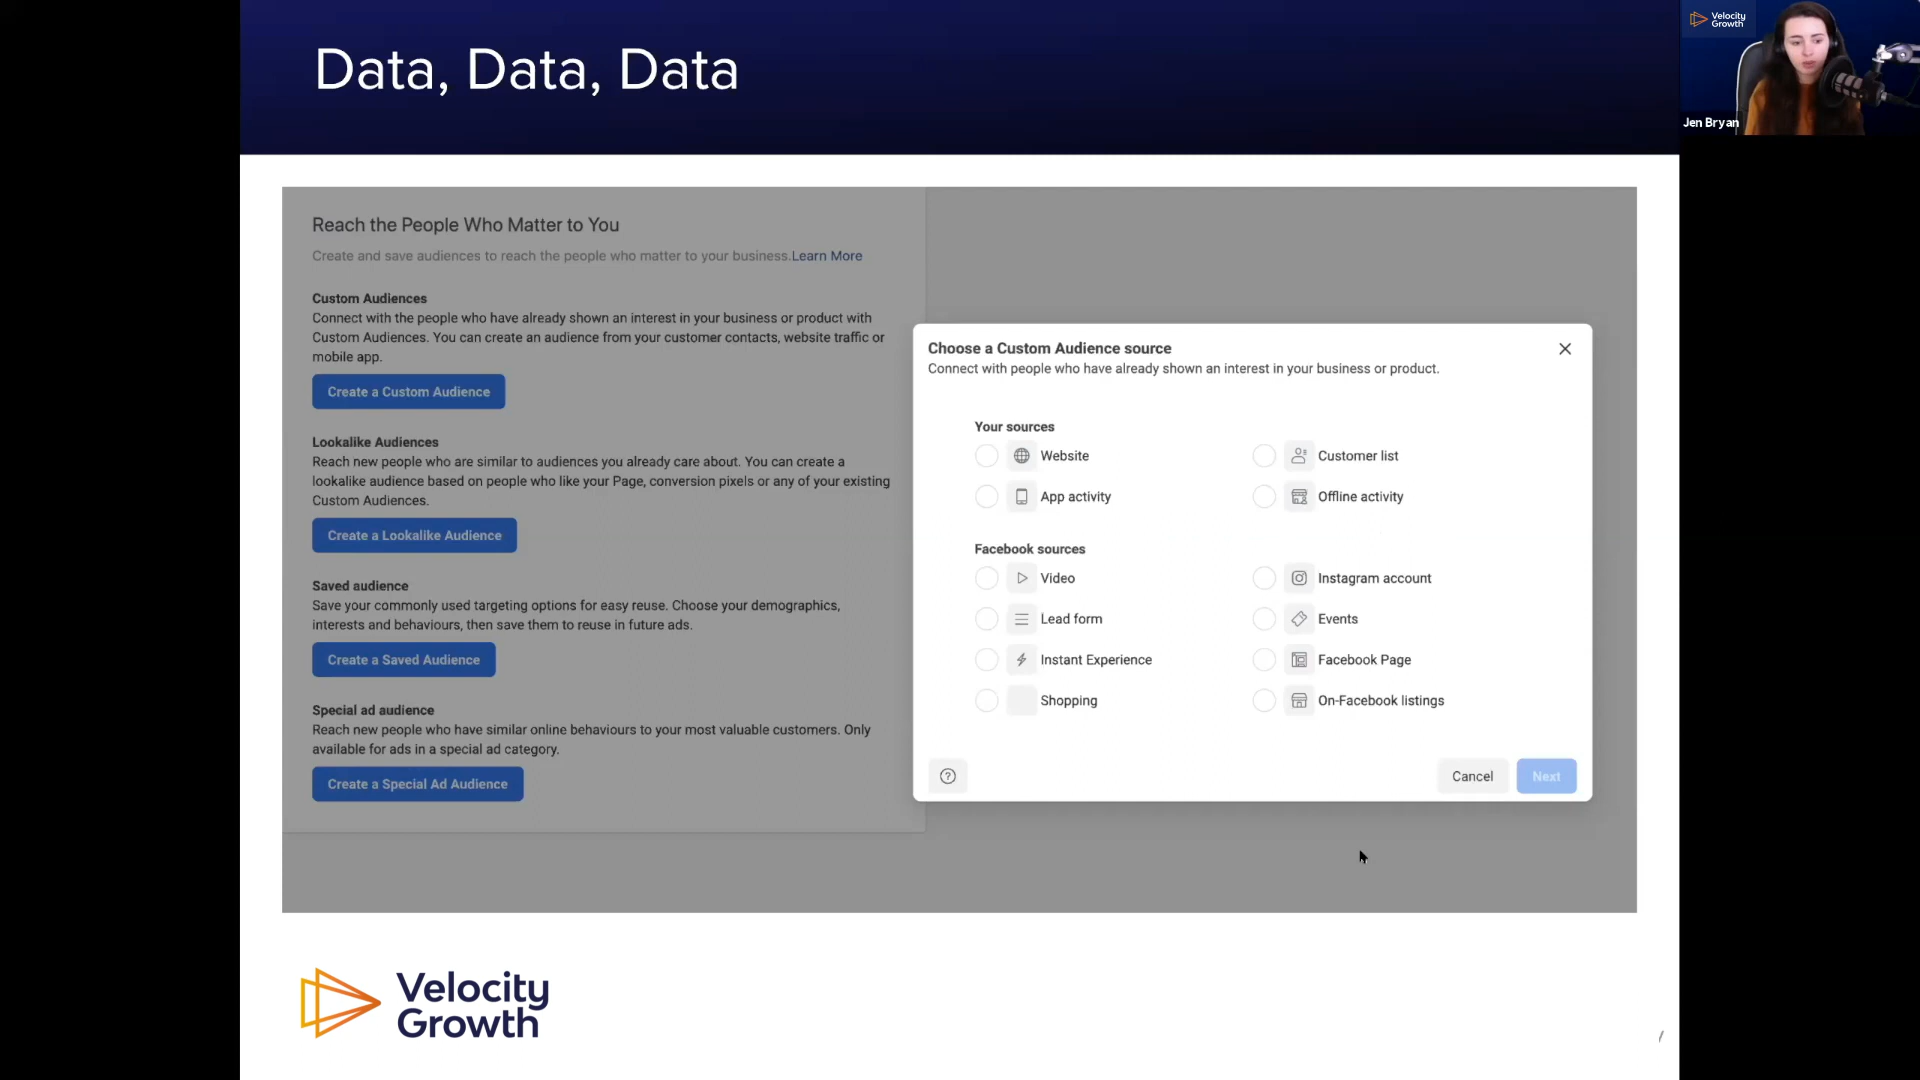 Data, Data, Data
Velocity
Growth
Jen Bryan
Reach the People Who Matter to You
Create and save audiences to reach the people who matter to your business.Learn More
Custom Audiences
Connect with the people who have already shown an interest in your business or product with
Custom Audiences. You can create an audience from your customer contacts, website traffic or
mobile app.
Create a Custom Audience
Lookalike Audiences
Reach new people who are similar to audiences you already care about. You can create a
lookalike audience based on people who like your Page, conversion pixels or any of your existing
Custom Audiences.
Create a Lookalike Audience
Saved audience
Save your commonly used targeting options for easy reuse. Choose your demographics,
interests and behaviours, then save them to reuse in future ads.
Create a Saved Audience
Special ad audience
Reach new people who have similar online behaviours to your most valuable customers. Only
available for ads in a special ad category.
Create a Special Ad Audience
Choose a Custom Audience source
Connect with people who have already shown an interest in your business or product.
Your sources
Website
Customer list
App activity
Offline activity
Facebook sources
Video
Instagram account
Lead form
Events
Instant Experience
Facebook Page
Shopping
On-Facebook listings
Cancel
Next
Velocity
Growth